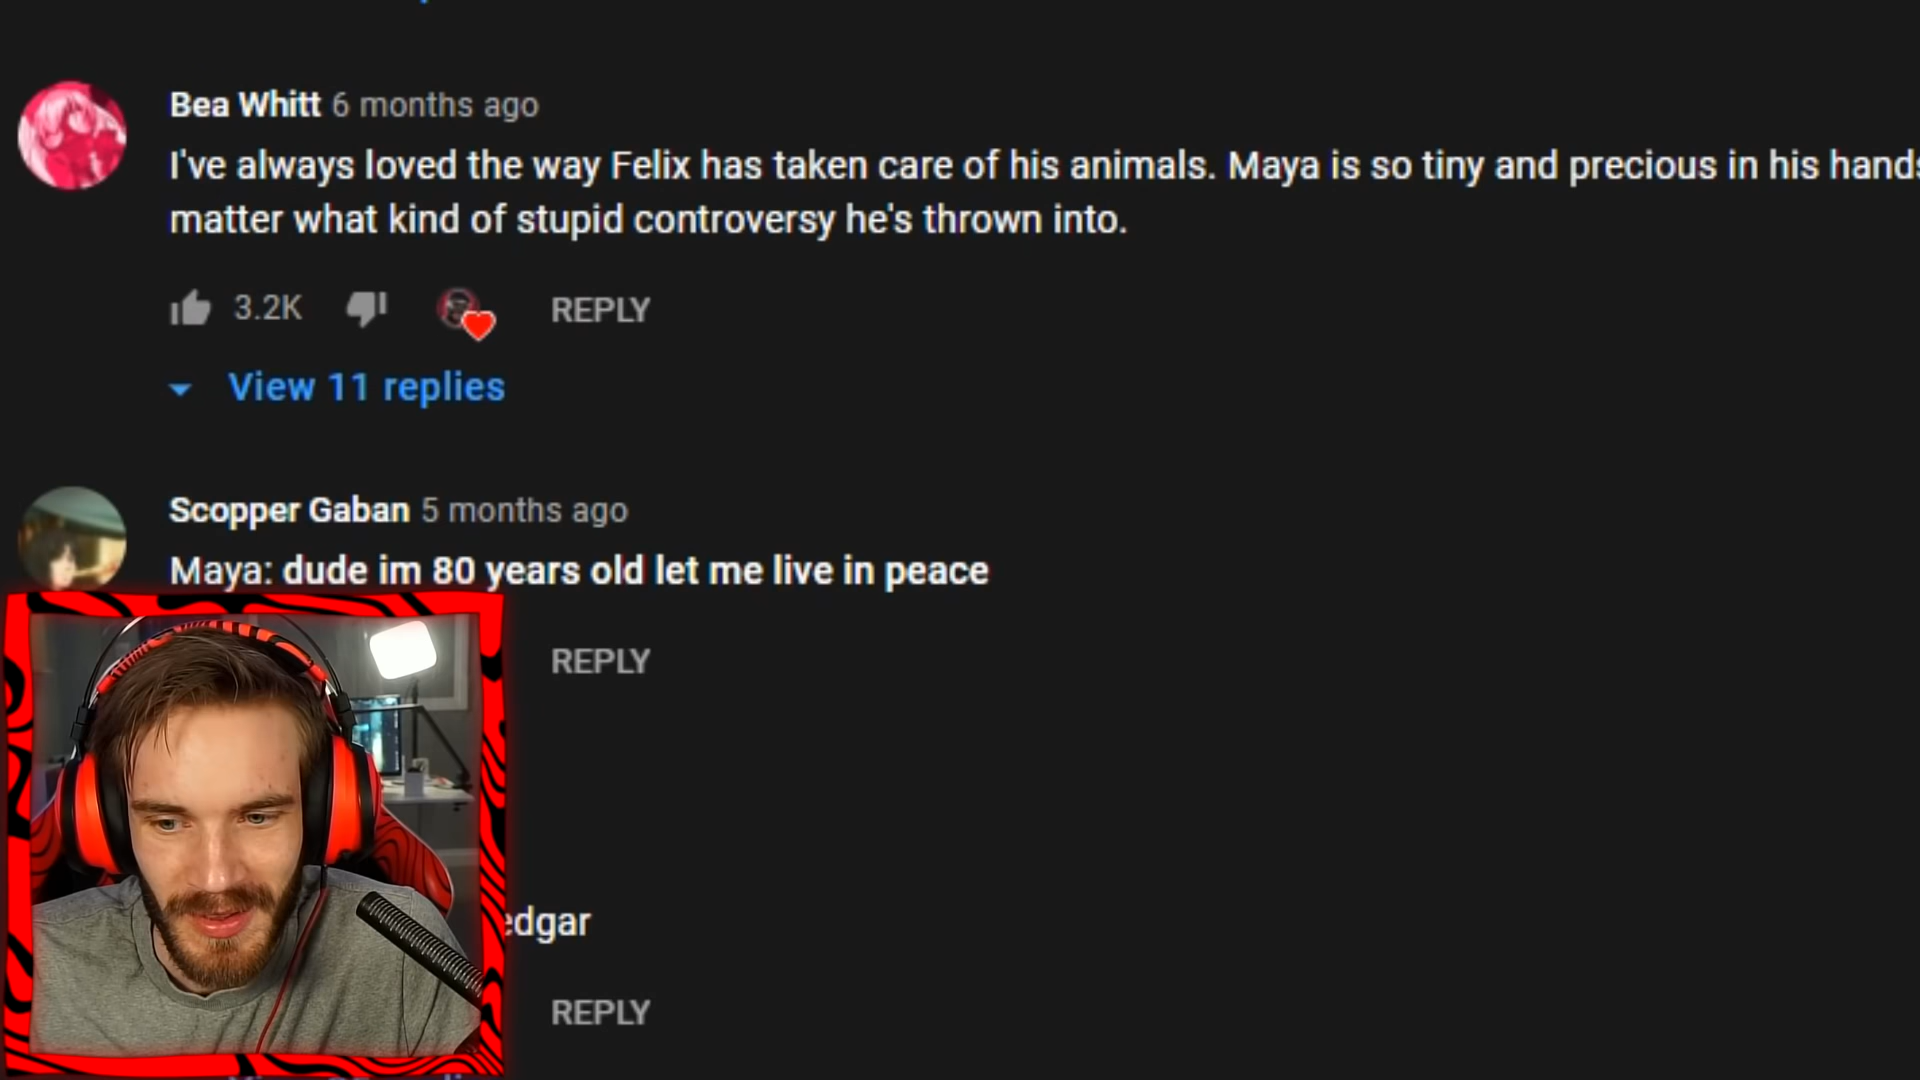 Bea Whitt 6 months ago
I've always loved the way Felix has taken care of his animals. Maya is so tiny and precious in his hands
matter what kind of stupid controversy he's thrown into.
3.2K REPLY
View 11 replies
Scopper Gaban 5 months ago
Maya: dude im 80 years old let me live in peace
REPLY
edgar
REPLY